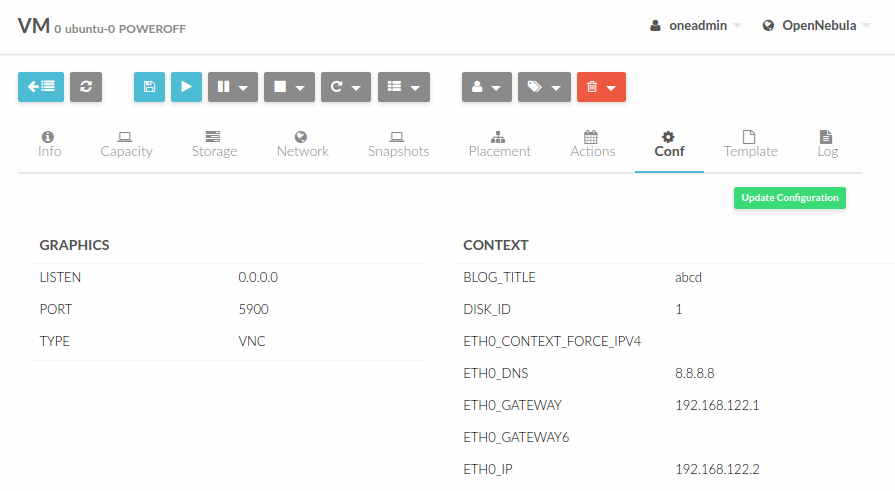 VM 0 ubuntu-0 POWEROFF
oneadmin
OpenNebula
Info
Capacity
Storage
Network
Snapshots
Placement
Actions
Conf
Template
Log
Update Configuration
GRAPHICS
LISTEN 0.0.0.0
PORT 5900
TYPE VNC
CONTEXT
BLOG_TITLE abcd
DISK_ID 1
ETH0_CONTEXT_FORCE_IPV4
ETH0_DNS 8.8.8.8
ETH0_GATEWAY 192.168.122.1
ETH0_GATEWAY6
ETH0_IP 192.168.122.2